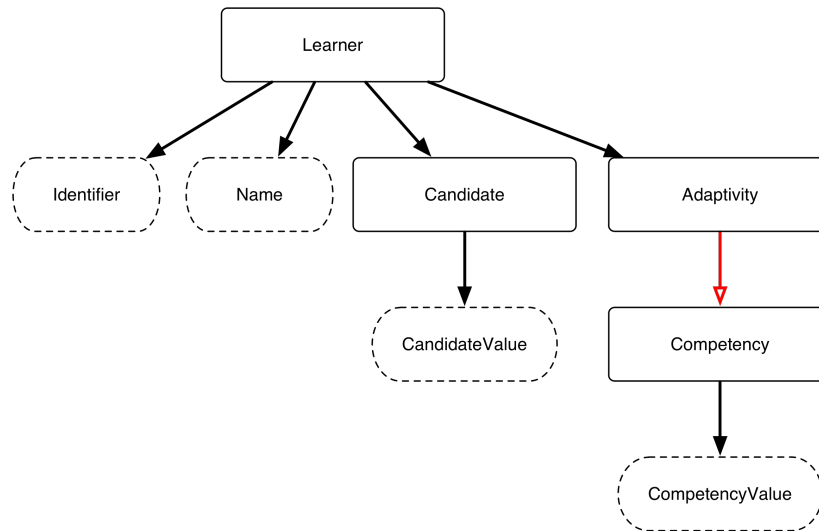 Learner
Identifier
Name
Candidate
Adaptivity
CandidateValue
Competency
CompetencyValue